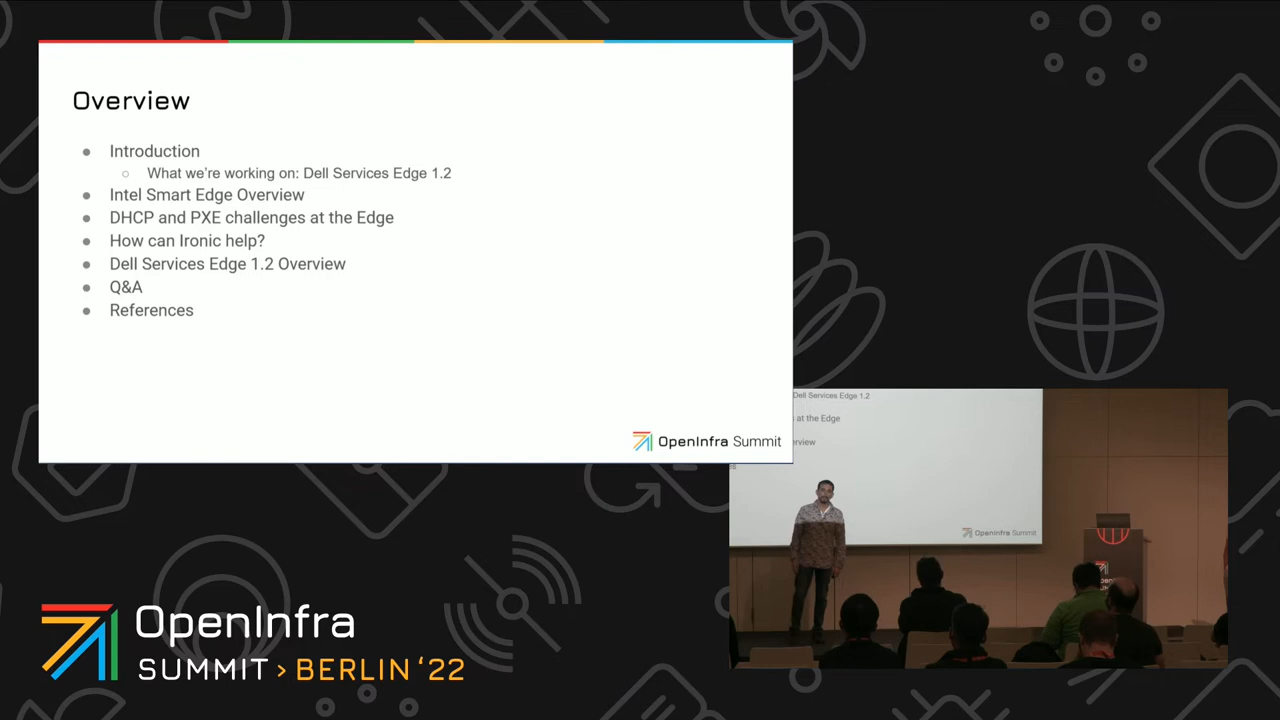 Overview
Introduction
What we're working on: Dell Services Edge 1.2
Intel Smart Edge Overview
DHCP and PXE challenges at the Edge
How can Ironic help?
Dell Services Edge 1.2 Overview
Q&A
References
OpenInfra Summit
Dell Services Edge 1.2
at the Edge
OpenInfra Summit
OpenInfra
SUMMIT > BERLIN '22